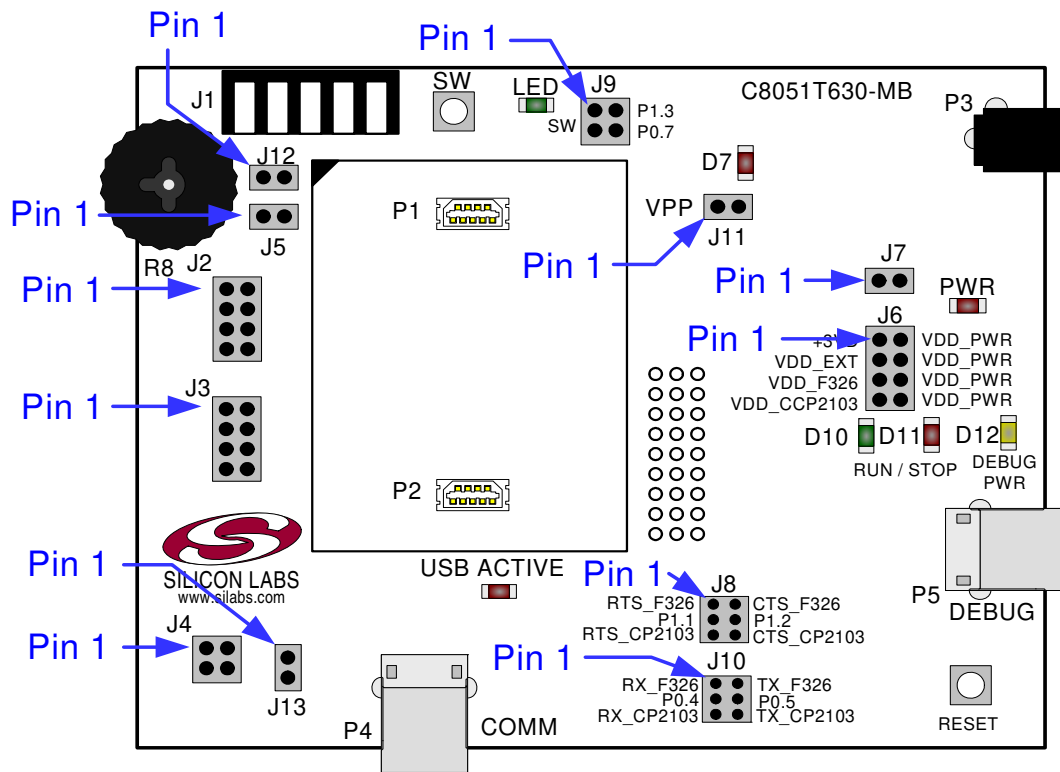 Pin 1
Pin 1
J1
SW
LED
J9
SW
P1.3
P0.7
C8051T630-MB
P3
D7
J12
Pin 1
J5
P1
VPP
J11
Pin 1
R8
J2
Pin 1
J7
Pin 1
PWR
J6
Pin 1
VDD_PWR
VDD_EXT
VDD_PWR
VDD_F326
VDD_PWR
VDD_CCP2103
VDD_PWR
J3
Pin 1
D10
D11
D12
RUN / STOP
DEBUG
PWR
P2
SILICON LABS
www.silabs.com
Pin 1
USB ACTIVE
Pin 1
J8
RTS_F326
CTS_F326
P1.1
P1.2
RTS_CP2103
CTS_CP2103
P5
DEBUG
J4
Pin 1
J13
Pin 1
J10
RX_F326
TX_F326
P0.4
P0.5
RX_CP2103
TX_CP2103
P4
COMM
RESET